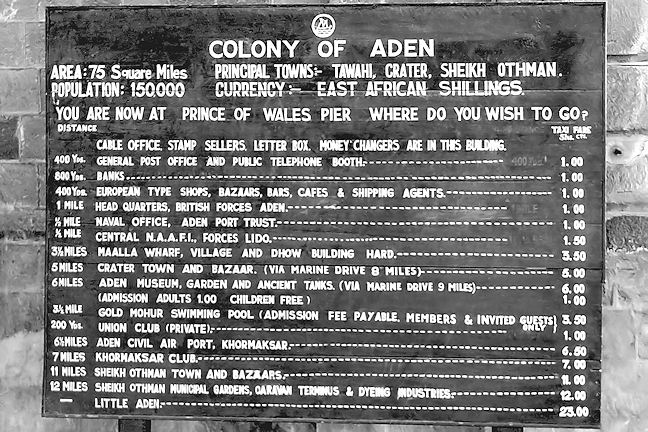 COLONY OF ADEN
AREA: 75 Square Miles PRINCIPAL TOWNS:- TAWAHI, CRATER, SHEIKH OTHMAN.
POPULATION: 150,000 CURRENCY:- EAST AFRICAN SHILLINGS.
YOU ARE NOW AT PRINCE OF WALES PIER WHERE DO YOU WISH TO GO?
DISTANCE TAXI FARE
Shs. cts.
CABLE OFFICE. STAMP SELLERS. LETTER BOX. MONEY CHANGERS ARE IN THIS BUILDING.
400 Yds. GENERAL POST OFFICE AND PUBLIC TELEPHONE BOOTH. 1.00
800 Yds. BANKS 1.00
400 Yds. EUROPEAN TYPE SHOPS, BAZAARS, BARS, CAFES & SHIPPING AGENTS. 1.00
1 MILE HEAD QUARTERS, BRITISH FORCES ADEN. 1.00
½ MILE NAVAL OFFICE, ADEN PORT TRUST. 1.00
MILE CENTRAL N.A.A.F.I., FORCES LIDO. 1.50
3½ MILES MAALLA WHARF, VILLAGE AND DHOW BUILDING HARD. 3.50
5 MILES CRATER TOWN AND BAZAAR. (VIA MARINE DRIVE 8 MILES) 5.00
6 MILES ADEN MUSEUM, GARDEN AND ANCIENT TANKS. (VIA MARINE DRIVE 9 MILES) 6.00
(ADMISSION ADULTS 1.00 CHILDREN FREE) 1.00
3½ MILE GOLD MOHUR SWIMMING POOL (ADMISSION FEE PAYABLE. MEMBERS & INVITED GUESTS ONLY) 3.50
200 Yds. UNION CLUB (PRIVATE). 1.00
6½ MILES ADEN CIVIL AIR PORT, KHORMAKSAR. 6.50
7 MILES KHORMAKSAR CLUB. 7.00
11 MILES SHEIKH OTHMAN TOWN AND BAZAARS. 11.00
12 MILES SHEIKH OTHMAN MUNICIPAL GARDENS, CARAVAN TERMINUS & DYEING INDUSTRIES. 12.00
— LITTLE ADEN. 23.00